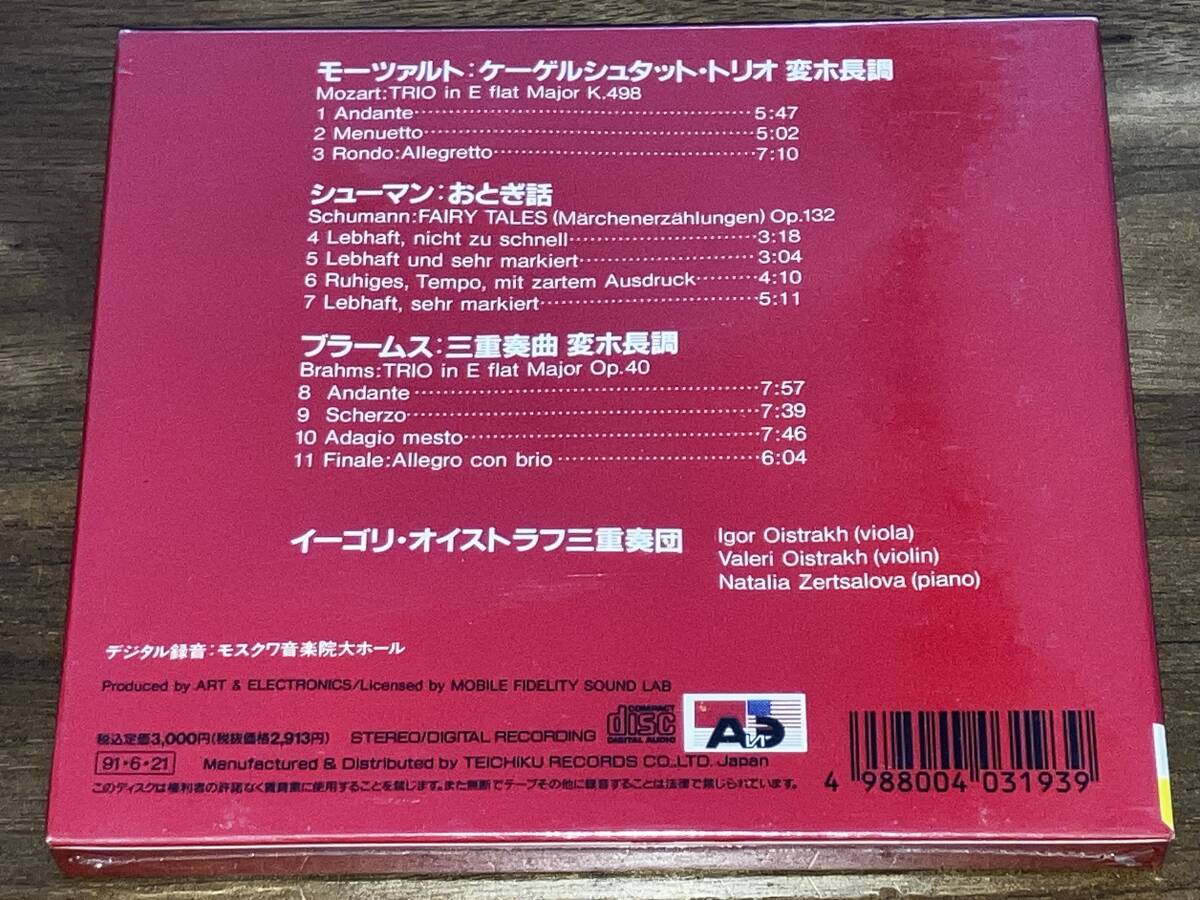 モーツァルト:ケーゲルシュタット・トリオ 変ホ長調
Mozart:TRIO in E flat Major K.498
1 Andante 5:47
2 Menuetto 5:02
3 Rondo:Allegretto 7:10
シューマン:おとぎ話
Schumann:FAIRY TALES (Märchenerzählungen) Op.132
4 Lebhaft, nicht zu schnell 3:18
5 Lebhaft und sehr markiert 3:04
6 Ruhiges, Tempo, mit zartem Ausdruck 4:10
7 Lebhaft, sehr markiert 5:11
ブラームス:三重奏曲 変ホ長調
Brahms:TRIO in E flat Major Op.40
8 Andante 7:57
9 Scherzo 7:39
10 Adagio mesto 7:46
11 Finale:Allegro con brio 6:04
イーゴリ・オイストラフ三重奏団
Igor Oistrakh (viola)
Valeri Oistrakh (violin)
Natalia Zertsalova (piano)
デジタル録音:モスクワ音楽院大ホール
Produced by ART & ELECTRONICS/Licensed by MOBILE FIDELITY SOUND LAB
税込定価3,000円(税抜価格2,913円) STEREO/DIGITAL RECORDING
COMPACT disc DIGITAL AUDIO
AиЭ
91・6・21 Manufactured & Distributed by TEICHIKU RECORDS CO.,LTD. Japan
このディスクは権利者の許諾なく賃貸業に使用することを禁じます。また無断でテープその他に録音することは法律で禁じられています。
4 988004 031939